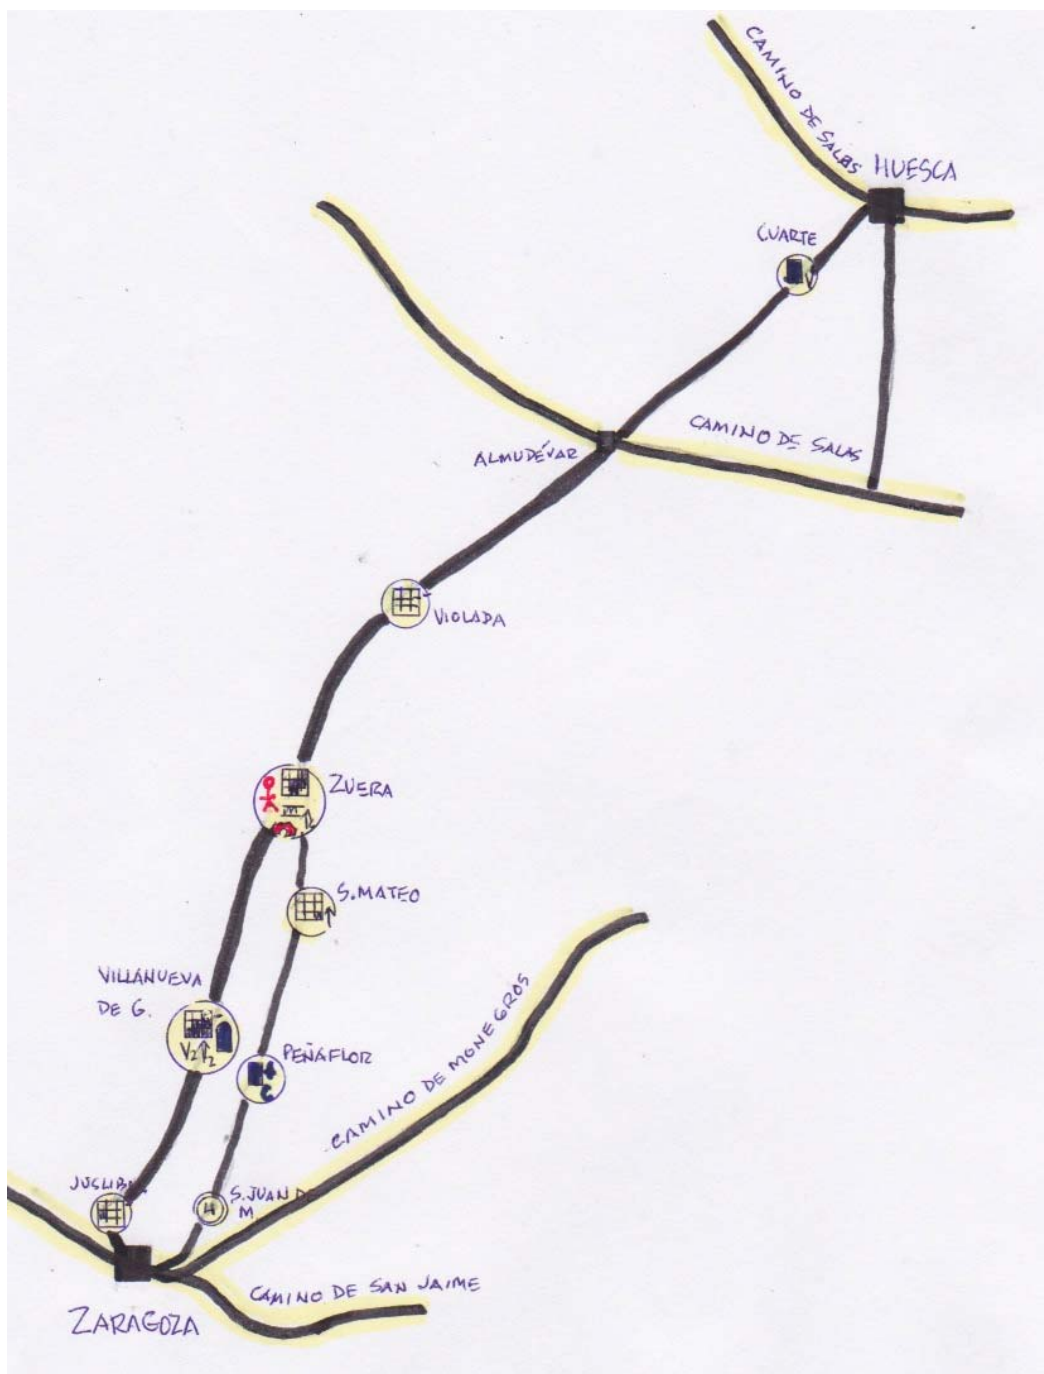 CAMINO DE SALAS
HUESCA
CUARTE
CAMINO DE SALAS
ALMUDÉVAR
VIOLADA
ZUERA
S. MATEO
VILLANUEVA
DE G.
PEÑAFLOR
CAMINO DE MONEGROS
S. JUAN DE
M.
H
CAMINO DE SAN JAIME
ZARAGOZA